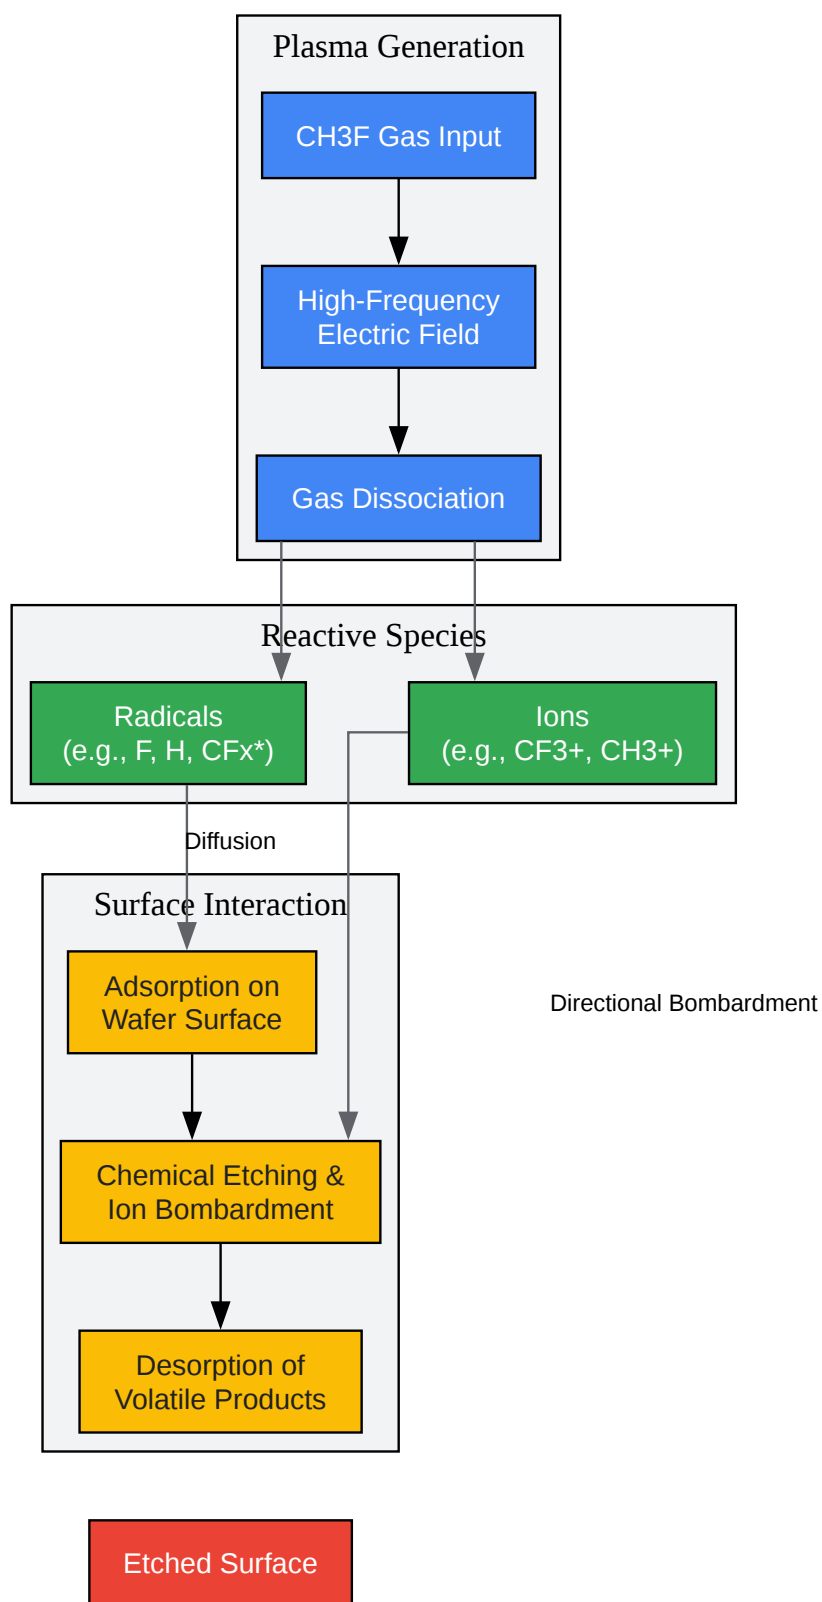 Plasma Generation
CH3F Gas Input
High-Frequency
Electric Field
Gas Dissociation
Reactive Species
Radicals
(e.g., F, H, CFx*)
Ions
(e.g., CF3+, CH3+)
Diffusion
Surface Interaction
Adsorption on
Wafer Surface
Directional Bombardment
Chemical Etching &
Ion Bombardment
Desorption of
Volatile Products
Etched Surface